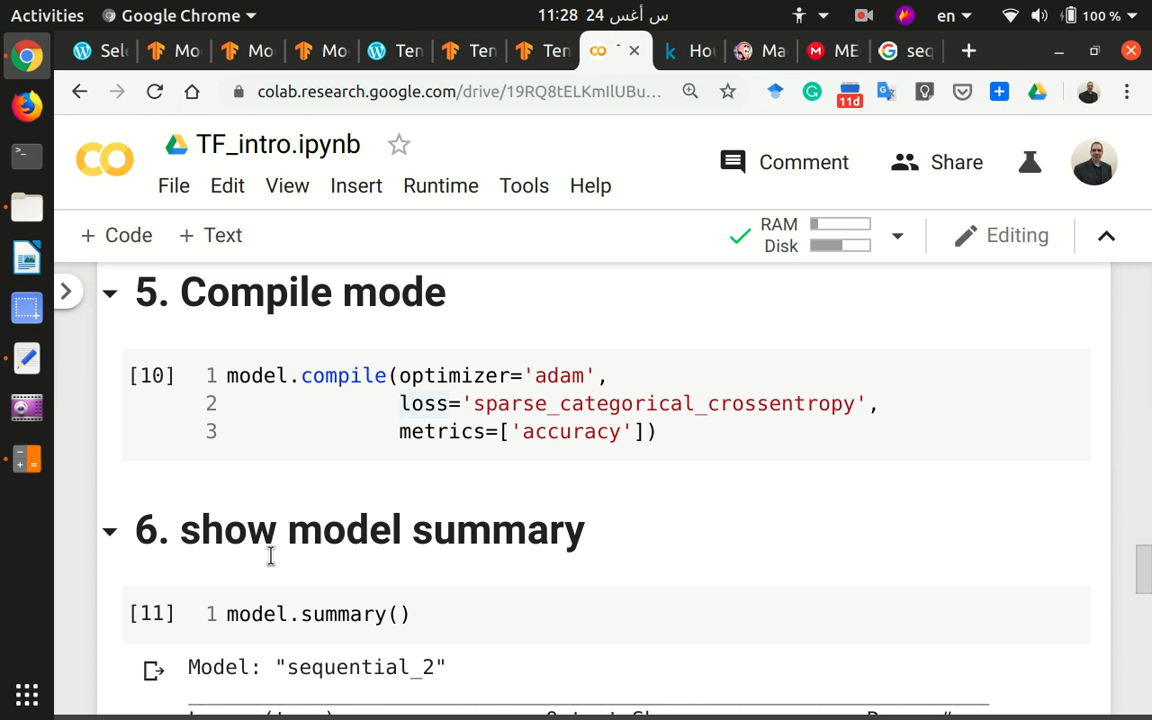 Activities Google Chrome 11:28 24 س أغس en 100 %
Sel Mo Mo Mo Ten Ten Ten Hou Ma ME seq
colab.research.google.com/drive/19RQ8tELKmIlUBu...
11d
TF_intro.ipynb
Comment Share
File Edit View Insert Runtime Tools Help
+ Code + Text RAM Disk Editing
5. Compile mode
[10] 1 model.compile(optimizer='adam',
2 loss='sparse_categorical_crossentropy',
3 metrics=['accuracy'])
6. show model summary
[11] 1 model.summary()
Model: "sequential_2"